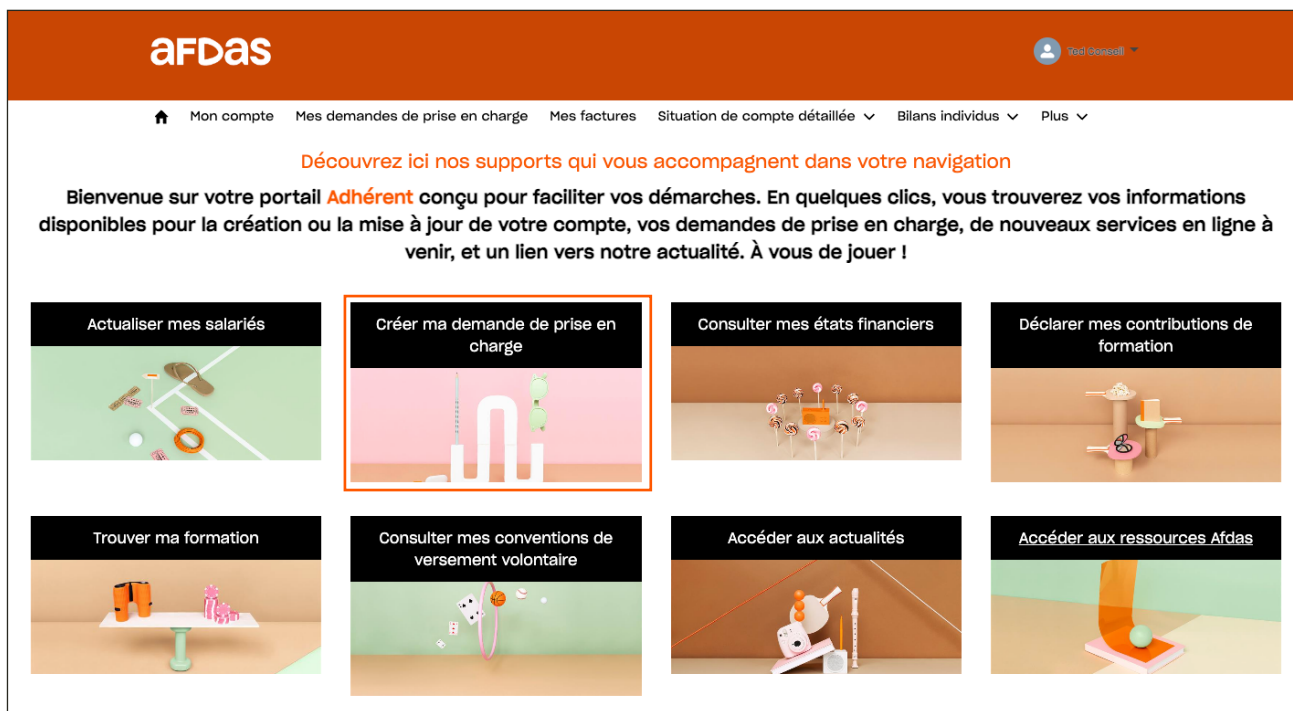 aFDas
Ted Conseil
Mon compte Mes demandes de prise en charge Mes factures Situation de compte détaillée Bilans individus Plus
Découvrez ici nos supports qui vous accompagnent dans votre navigation
Bienvenue sur votre portail Adhérent conçu pour faciliter vos démarches. En quelques clics, vous trouverez vos informations
disponibles pour la création ou la mise à jour de votre compte, vos demandes de prise en charge, de nouveaux services en ligne à
venir, et un lien vers notre actualité. À vous de jouer !
Actualiser mes salariés
Créer ma demande de prise en
charge
Consulter mes états financiers
Déclarer mes contributions de
formation
Trouver ma formation
Consulter mes conventions de
versement volontaire
Accéder aux actualités
Accéder aux ressources Afdas